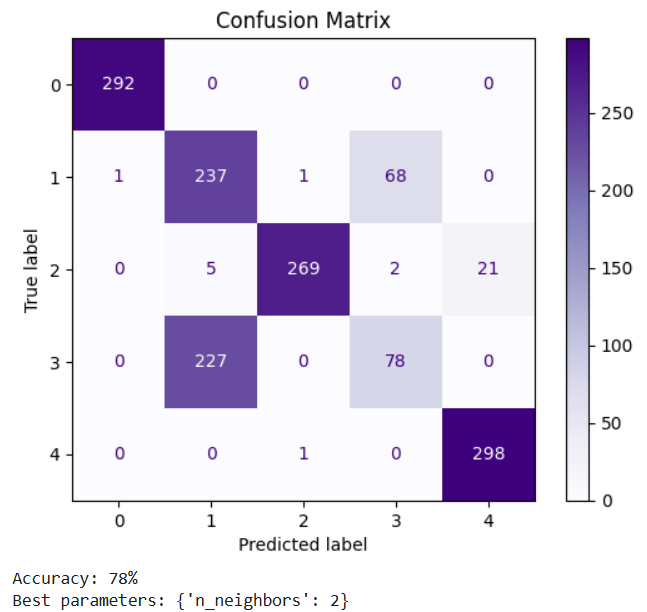 Confusion Matrix
0 292 0 0 0 0
1 1 237 1 68 0
2 0 5 269 2 21
3 0 227 0 78 0
4 0 0 1 0 298
0 1 2 3 4
Predicted label
True label
250
200
150
100
50
0
Accuracy: 78%
Best parameters: {'n_neighbors': 2}